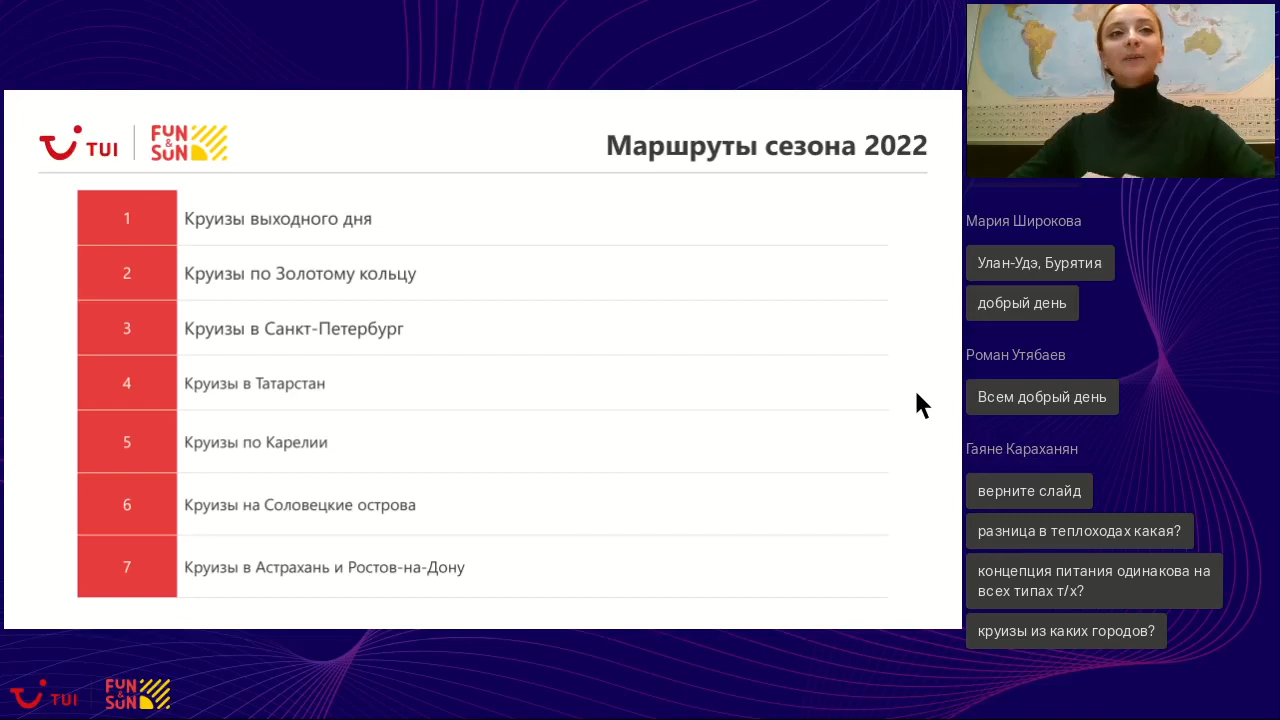 TUI
FUN
&
SUN
Маршруты сезона 2022
1 Круизы выходного дня
2 Круизы по Золотому кольцу
3 Круизы в Санкт-Петербург
4 Круизы в Татарстан
5 Круизы по Карелии
6 Круизы на Соловецкие острова
7 Круизы в Астрахань и Ростов-на-Дону
Мария Широкова
Улан-Удэ, Бурятия
добрый день
Роман Утябаев
Всем добрый день
Гаяне Караханян
верните слайд
разница в теплоходах какая?
концепция питания одинакова на
всех типах т/х?
круизы из каких городов?
TUI
FUN
&
SUN